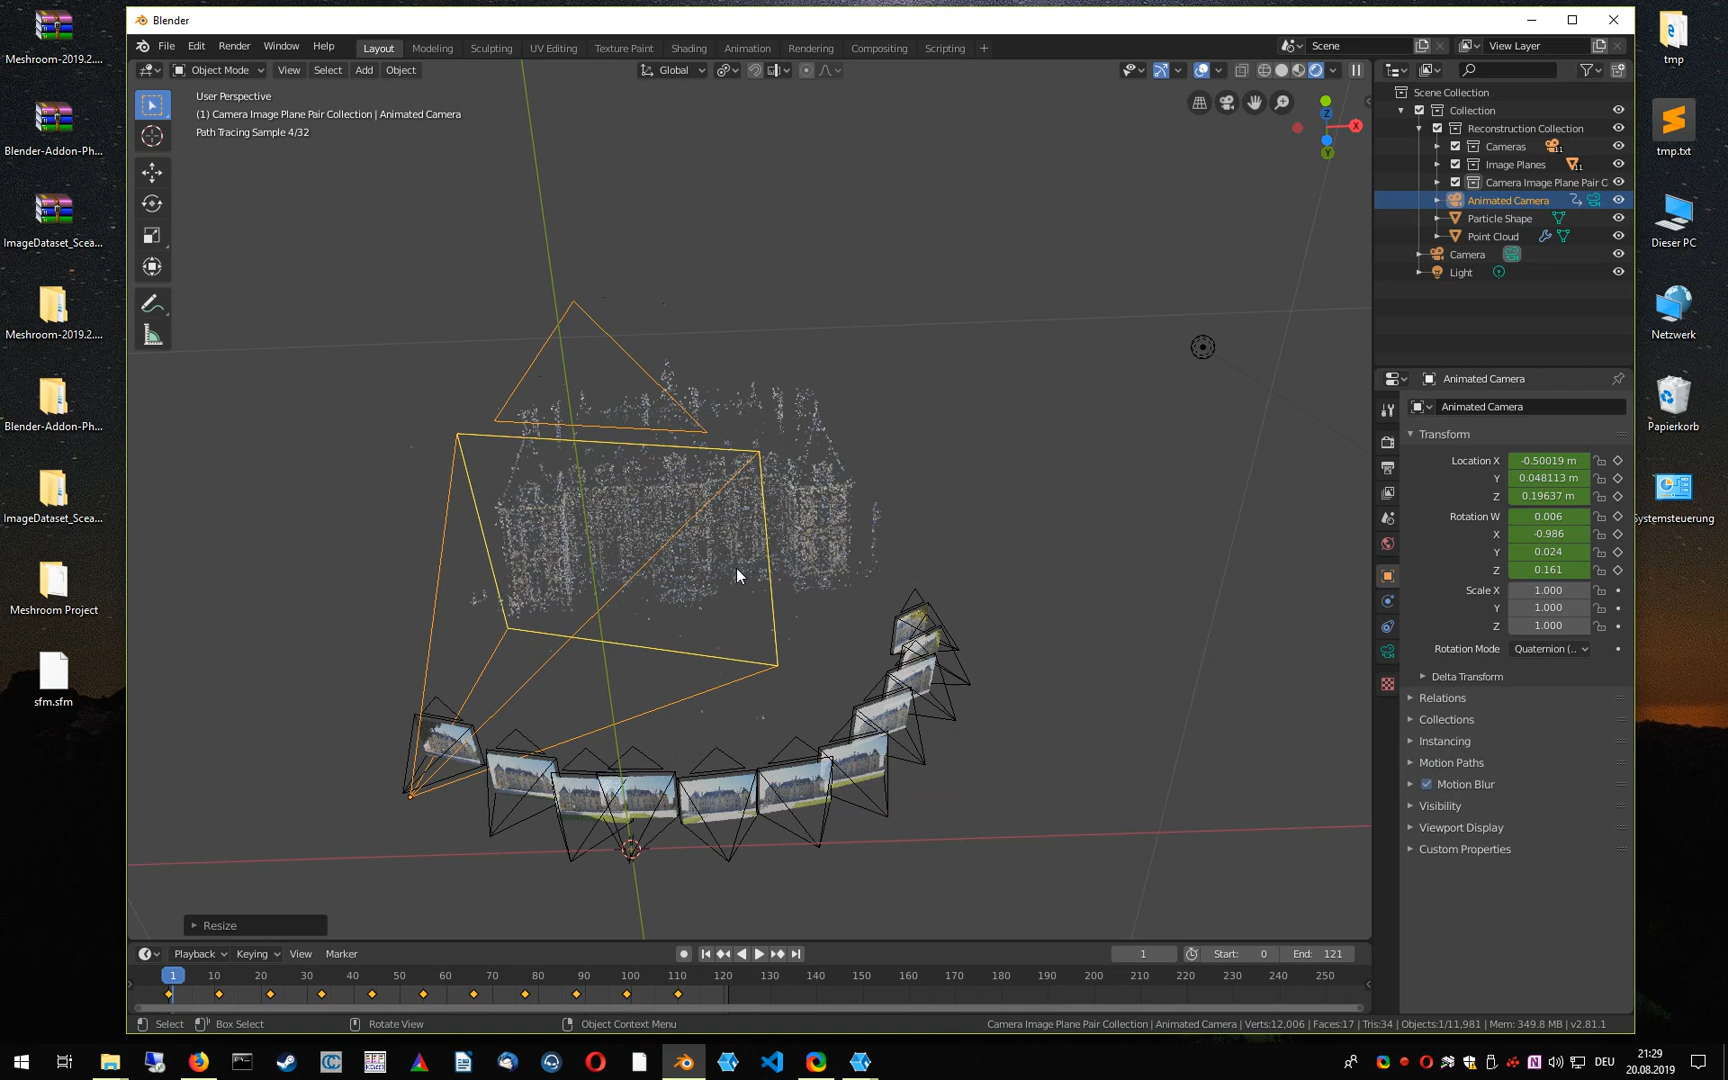 Blender
File Edit Render Window Help
Layout Modeling Sculpting UV Editing Texture Paint Shading Animation Rendering Compositing Scripting +
Scene
View Layer
Object Mode View Select Add Object
Global
User Perspective
(1) Camera Image Plane Pair Collection | Animated Camera
Path Tracing Sample 4/32
Z
X
Y
Scene Collection
Collection
Reconstruction Collection
Cameras 11
Image Planes 11
Camera Image Plane Pair C
Animated Camera
Particle Shape
Point Cloud
Camera
Light
Animated Camera
Animated Camera
Transform
Location X -0.50019 m
Y 0.048113 m
Z 0.19637 m
Rotation W 0.006
X -0.986
Y 0.024
Z 0.161
Scale X 1.000
Y 1.000
Z 1.000
Rotation Mode Quaternion (..
Delta Transform
Relations
Collections
Instancing
Motion Paths
Motion Blur
Visibility
Viewport Display
Custom Properties
Resize
Playback Keying View Marker
1
Start: 0
End: 121
1 10 20 30 40 50 60 70 80 90 100 110 120 130 140 150 160 170 180 190 200 210 220 230 240 250
Select Box Select Rotate View Object Context Menu
Camera Image Plane Pair Collection | Animated Camera | Verts:12,006 | Faces:17 | Tris:34 | Objects:1/11,981 | Mem: 349.8 MB | v2.81.1
Meshroom-2019.2....
Blender-Addon-Ph...
ImageDataset_Scea...
Meshroom-2019.2....
Blender-Addon-Ph...
ImageDataset_Scea...
Meshroom Project
sfm.sfm
tmp
tmp.txt
Dieser PC
Netzwerk
Papierkorb
Systemsteuerung
DEU
21:29
20.08.2019